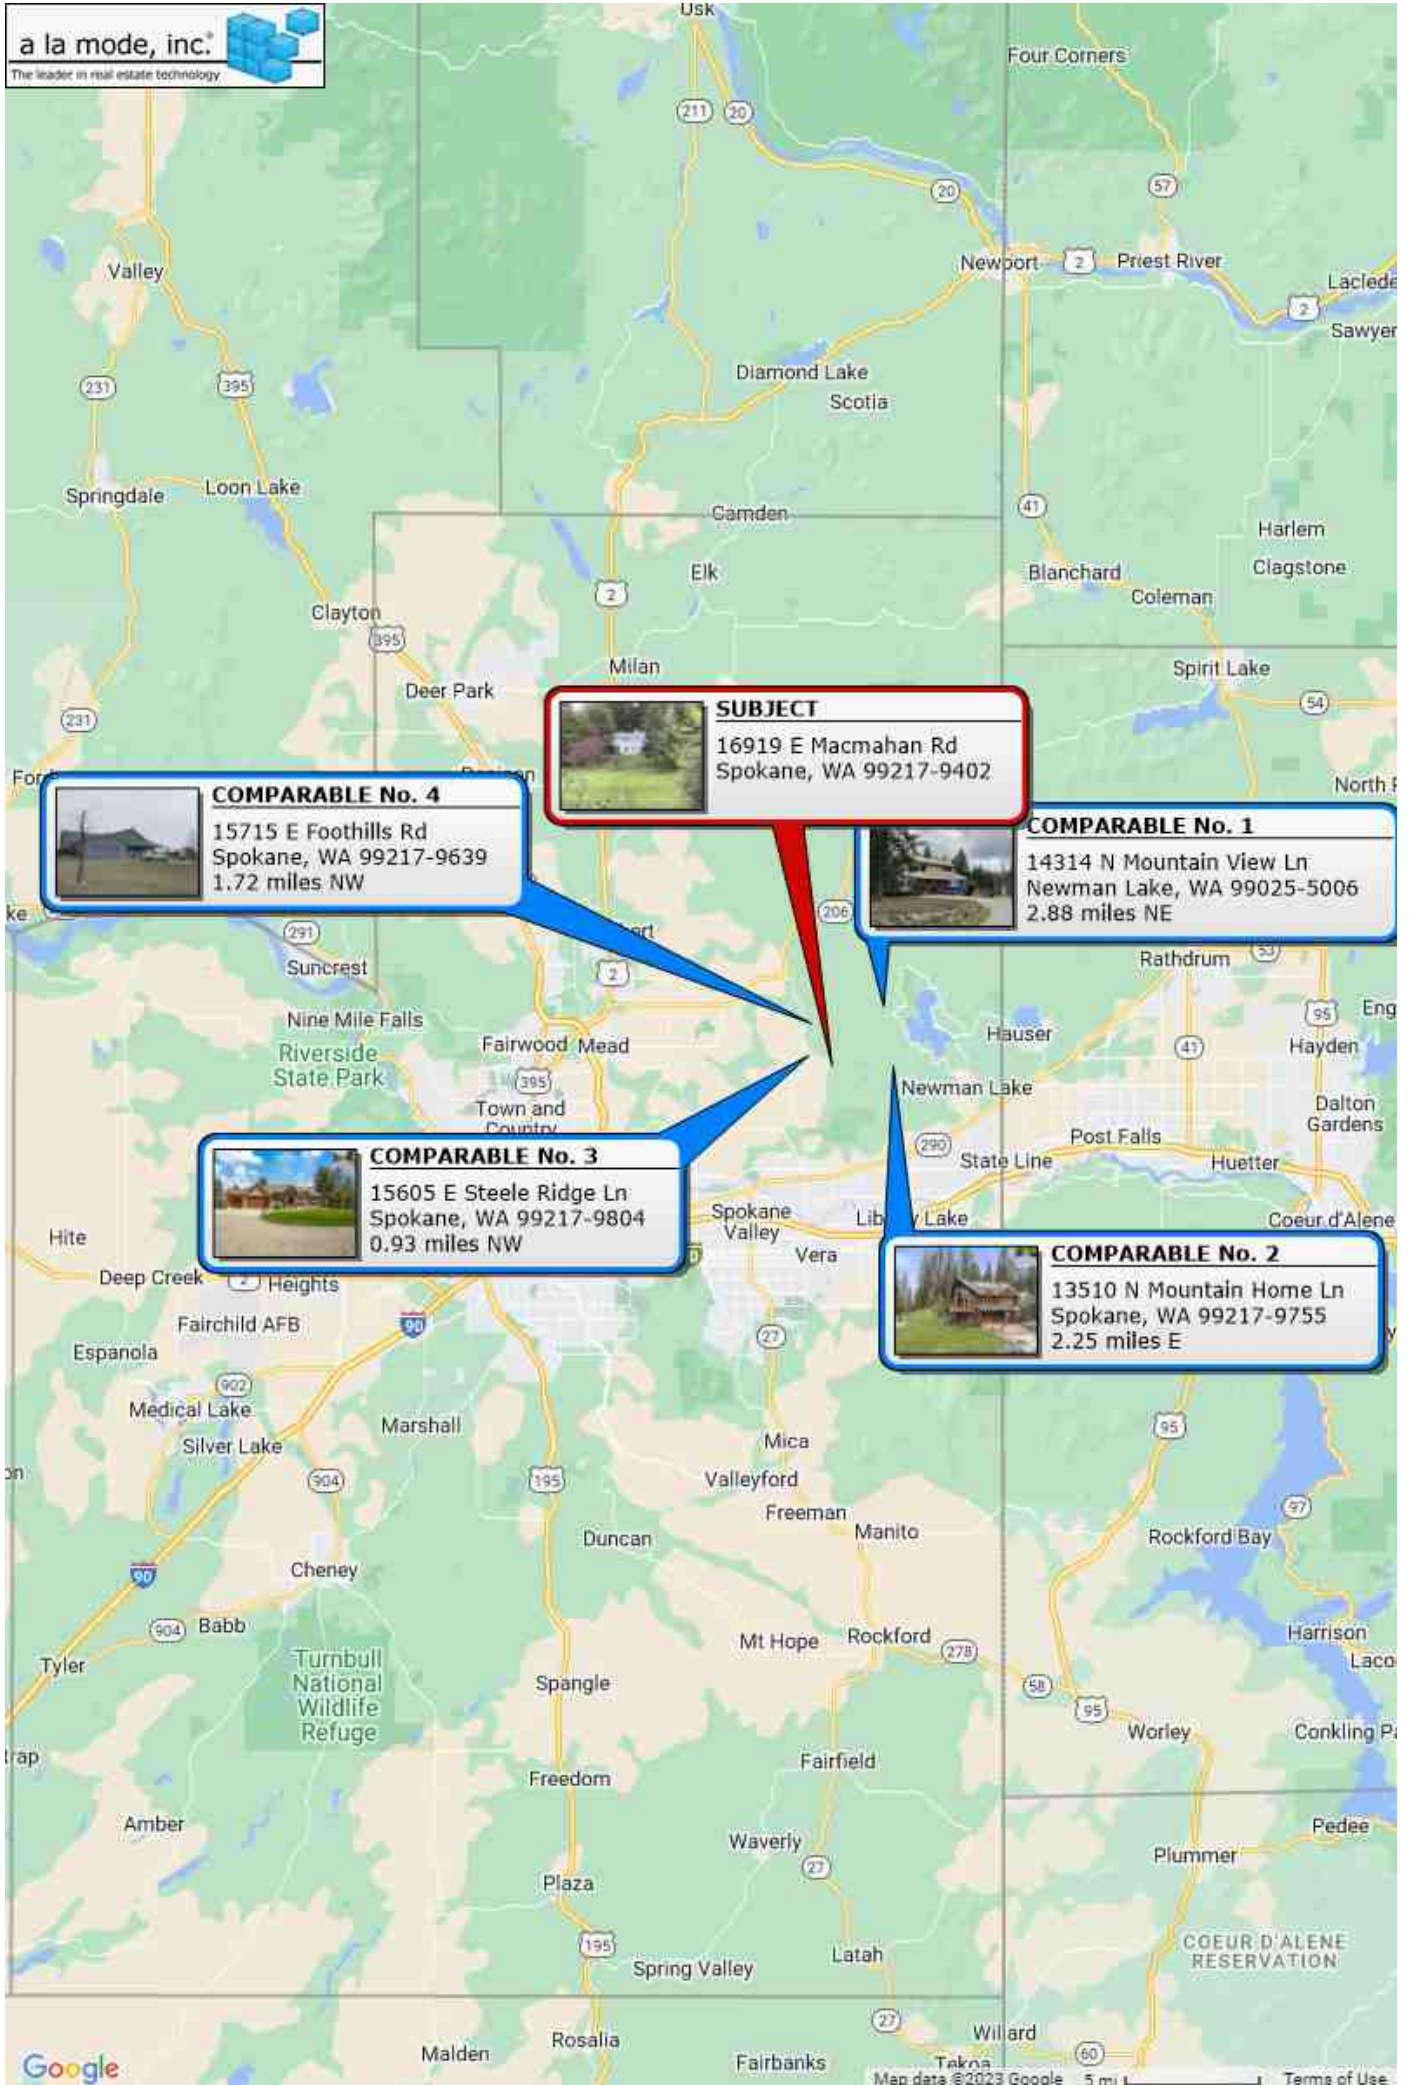 a la mode, inc.
The leader in real estate technology
Usk
Four Corners
211
20
20
57
Valley
Newport
2
Priest River
Laclede
2
Sawyer
231
395
Diamond Lake
Scotia
Springdale
Loon Lake
Camden
41
Harlem
Elk
Blanchard
Clagstone
2
Coleman
Clayton
395
Milan
Spirit Lake
Deer Park
54
231
SUBJECT
16919 E Macmahan Rd
Spokane, WA 99217-9402
COMPARABLE No. 4
15715 E Foothills Rd
Spokane, WA 99217-9639
1.72 miles NW
COMPARABLE No. 1
14314 N Mountain View Ln
Newman Lake, WA 99025-5006
2.88 miles NE
206
291
Suncrest
2
Rathdrum
53
95
Nine Mile Falls
Hauser
Fairwood
Mead
41
Hayden
Riverside
State Park
395
Newman Lake
Town and
Country
Dalton
Gardens
290
Post Falls
State Line
Huetter
COMPARABLE No. 3
15605 E Steele Ridge Ln
Spokane, WA 99217-9804
0.93 miles NW
Spokane
Valley
Coeur d'Alene
Vera
Hite
Deep Creek
2
Heights
COMPARABLE No. 2
13510 N Mountain Home Ln
Spokane, WA 99217-9755
2.25 miles E
Fairchild AFB
90
27
Espanola
902
Medical Lake
Marshall
95
Silver Lake
Mica
904
195
Valleyford
Freeman
97
Manito
Rockford Bay
Duncan
Cheney
90
904
Babb
Mt Hope
Rockford
278
Harrison
Tyler
Turnbull
National
Wildlife
Refuge
Spangle
58
95
Worley
Conkling
Fairfield
Freedom
Amber
Waverly
Pedee
27
Plummer
Plaza
195
Latah
COEUR D'ALENE
RESERVATION
Spring Valley
27
Willard
Rosalia
60
Malden
Fairbanks
Tekoa
Google
Map data ©2023 Google
5 mi
Terms of Use